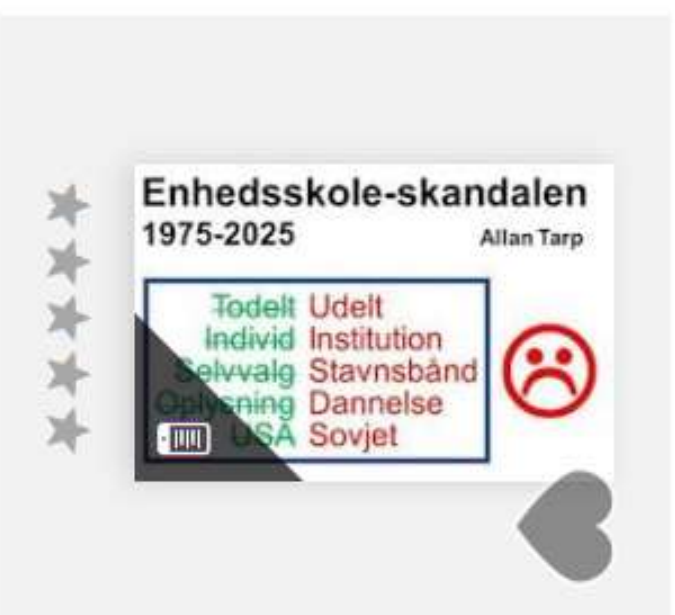 Enhedsskole-skandalen
1975-2025 Allan Tarp
Todelt Udelt
Individ Institution
Selvvalg Stavnsbånd
Oplysning Dannelse
USA Sovjet